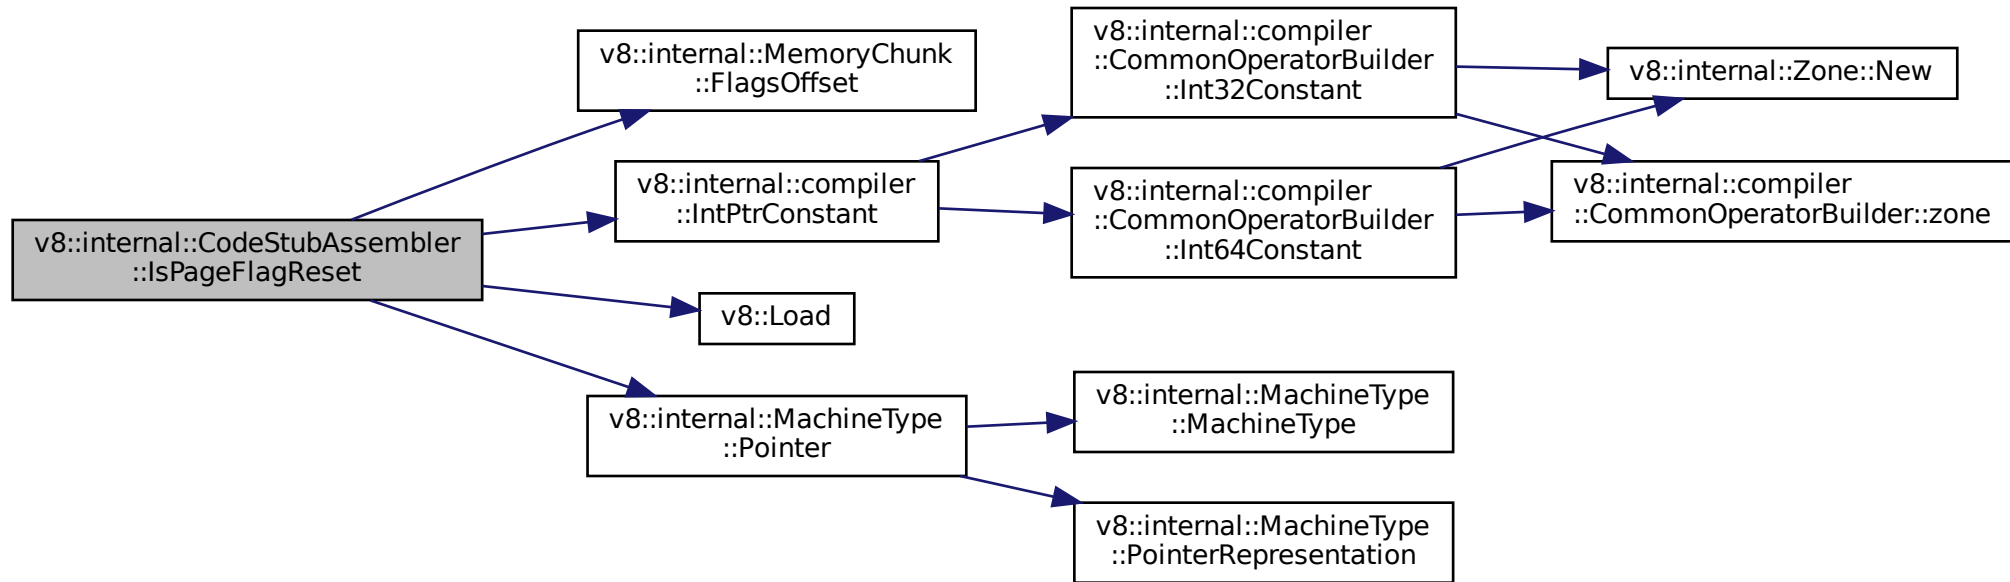 v8::internal::CodeStubAssembler
::IsPageFlagReset
v8::internal::MemoryChunk
::FlagsOffset
v8::internal::compiler
::IntPtrConstant
v8::Load
v8::internal::MachineType
::Pointer
v8::internal::compiler
::CommonOperatorBuilder
::Int32Constant
v8::internal::compiler
::CommonOperatorBuilder
::Int64Constant
v8::internal::MachineType
::MachineType
v8::internal::MachineType
::PointerRepresentation
v8::internal::Zone::New
v8::internal::compiler
::CommonOperatorBuilder::zone